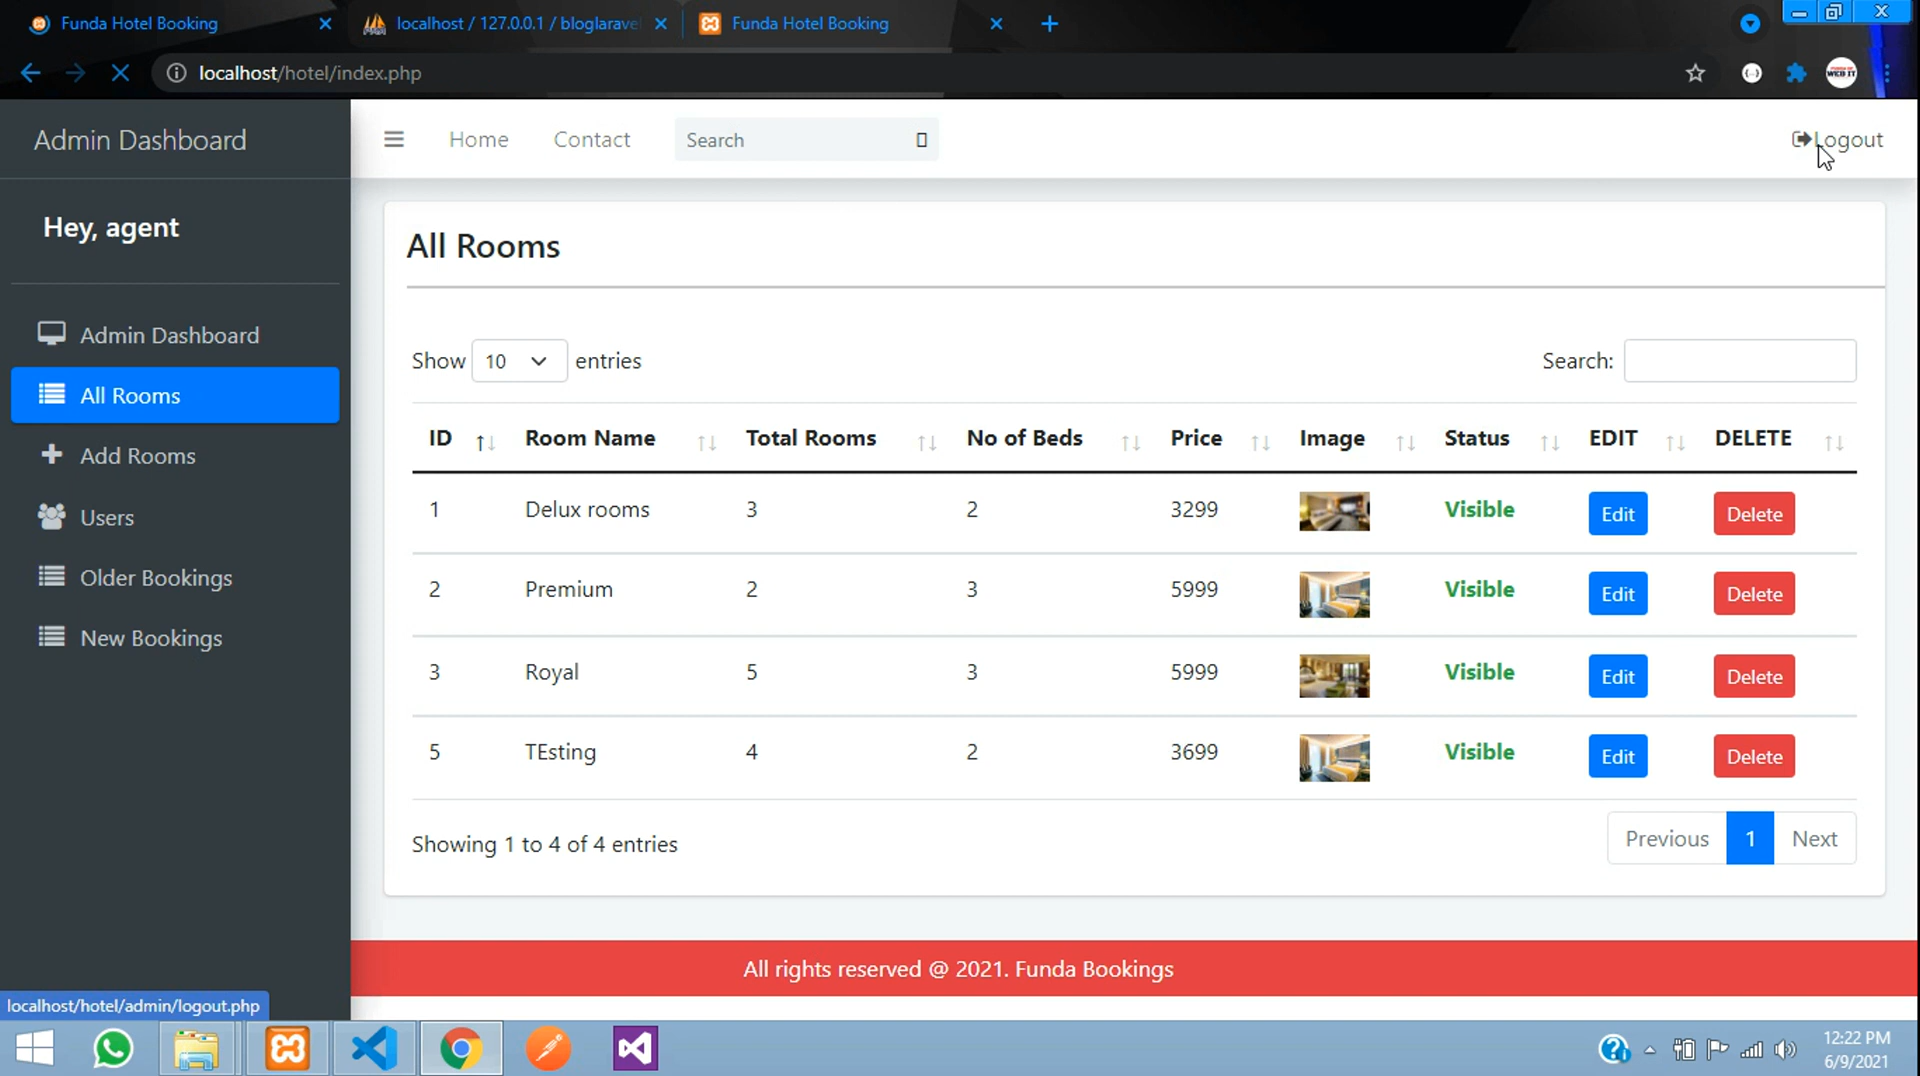 Funda Hotel Booking
localhost / 127.0.0.1 / bloglarave
Funda Hotel Booking
localhost/hotel/index.php
Admin Dashboard
Home
Contact
Search
Logout
Hey, agent
Admin Dashboard
All Rooms
Add Rooms
Users
Older Bookings
New Bookings
All Rooms
Show 10 entries
Search:
ID Room Name Total Rooms No of Beds Price Image Status EDIT DELETE
1 Delux rooms 3 2 3299 Visible Edit Delete
2 Premium 2 3 5999 Visible Edit Delete
3 Royal 5 3 5999 Visible Edit Delete
5 TEsting 4 2 3699 Visible Edit Delete
Showing 1 to 4 of 4 entries
Previous 1 Next
All rights reserved @ 2021. Funda Bookings
localhost/hotel/admin/logout.php
12:22 PM
6/9/2021